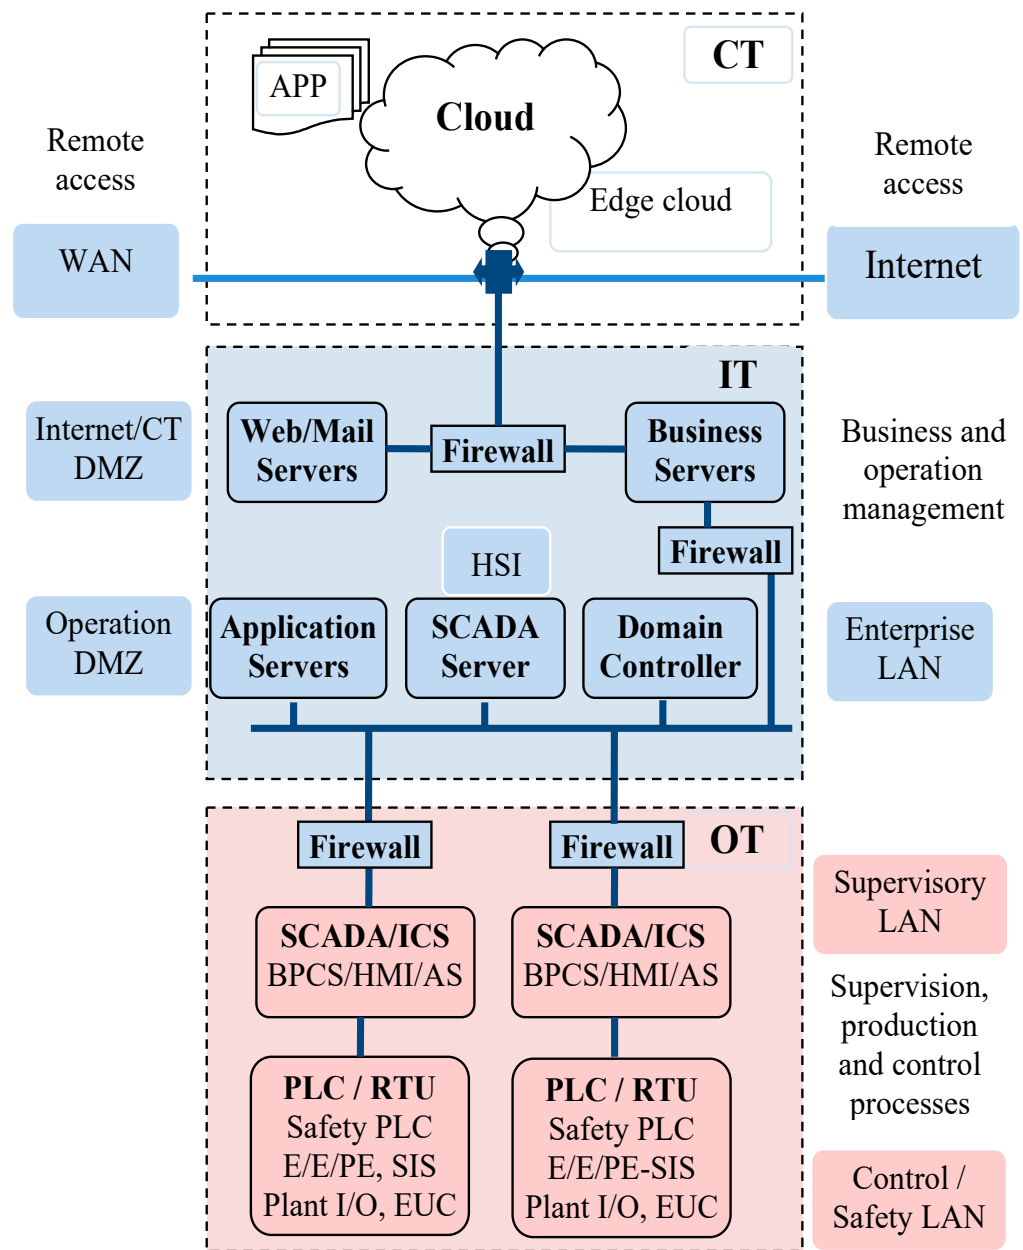 CT
APP
Cloud
Edge cloud
Remote
access
WAN
Remote
access
Internet
IT
Internet/CT
DMZ
Web/Mail
Servers
Firewall
Business
Servers
Business and
operation
management
Firewall
HSI
Operation
DMZ
Application
Servers
SCADA
Server
Domain
Controller
Enterprise
LAN
OT
Firewall
Firewall
SCADA/ICS
BPCS/HMI/AS
SCADA/ICS
BPCS/HMI/AS
Supervisory
LAN
Supervision,
production
and control
processes
PLC / RTU
Safety PLC
E/E/PE, SIS
Plant I/O, EUC
PLC / RTU
Safety PLC
E/E/PE-SIS
Plant I/O, EUC
Control /
Safety LAN